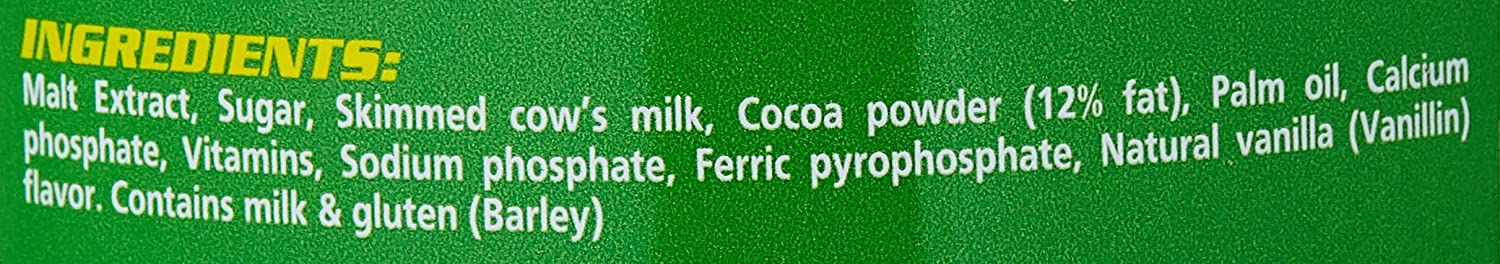 INGREDIENTS:
Malt Extract, Sugar, Skimmed cow's milk, Cocoa powder (12% fat), Palm oil, Calcium
phosphate, Vitamins, Sodium phosphate, Ferric pyrophosphate, Natural vanilla (Vanillin)
flavor. Contains milk & gluten (Barley)